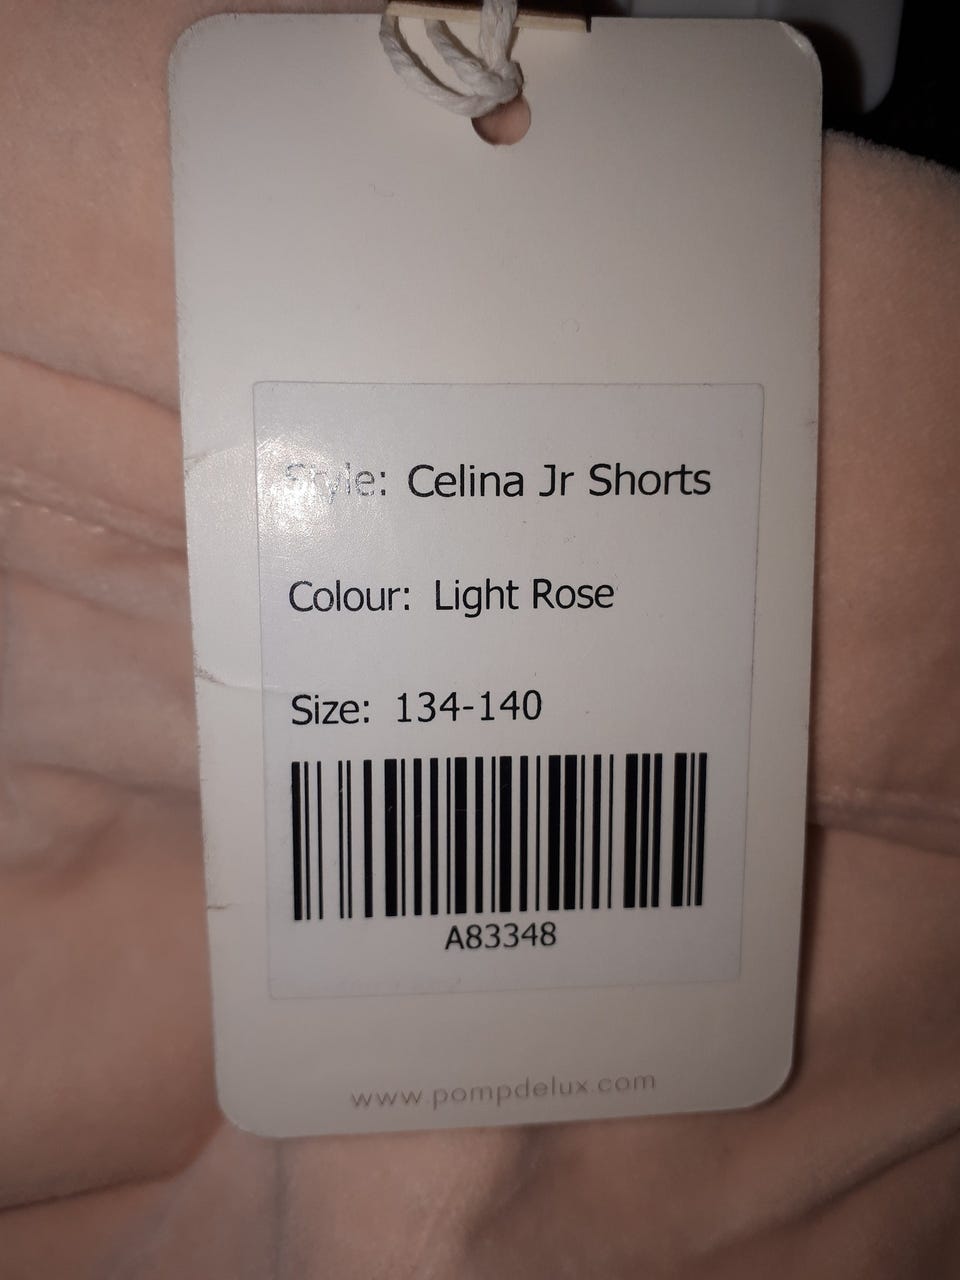 Style: Celina Jr Shorts
Colour: Light Rose
Size: 134-140
A83348
www.pompdelux.com